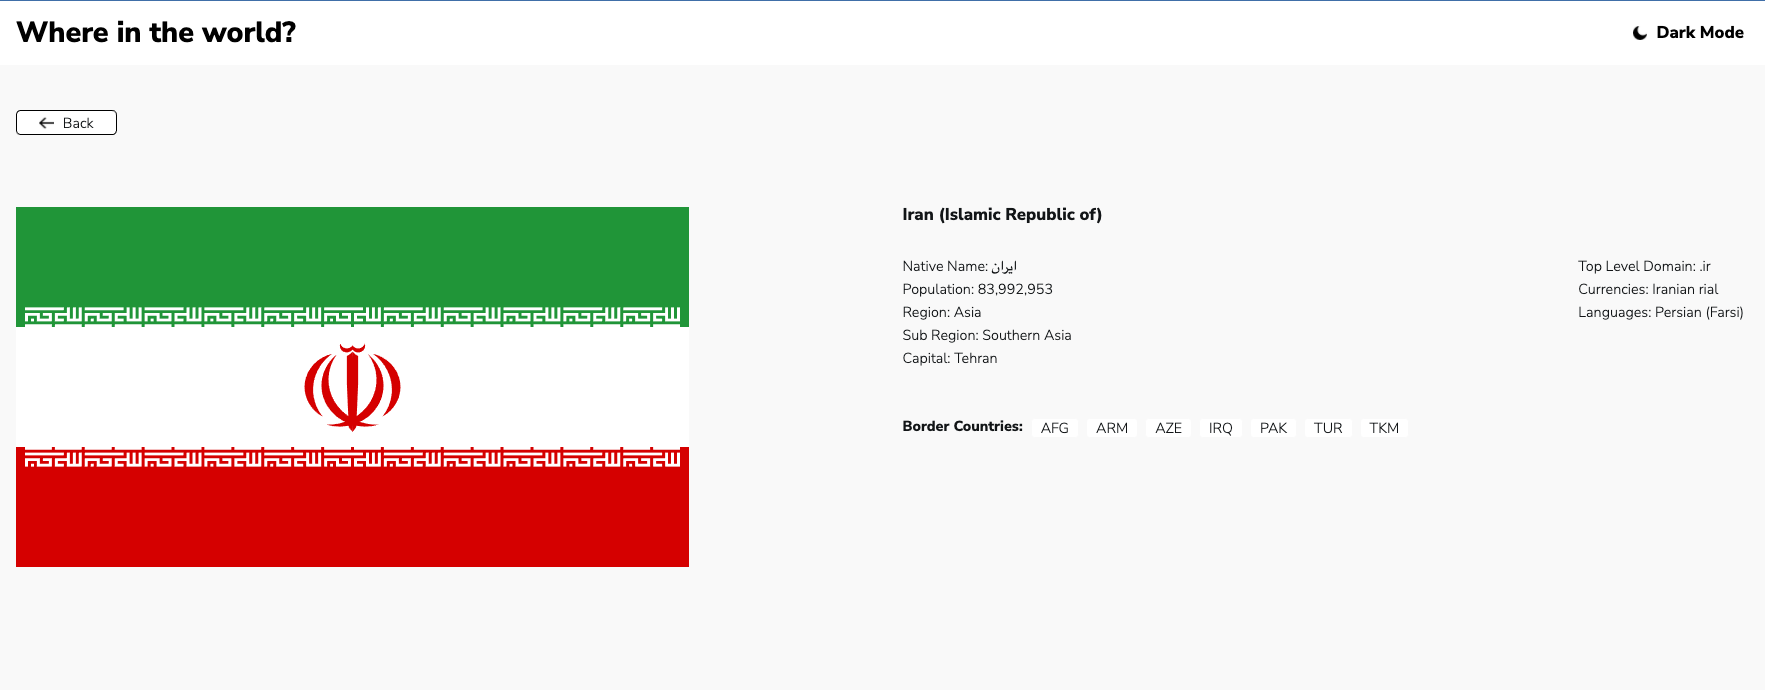 Where in the world?
Dark Mode
Back
Iran (Islamic Republic of)
Native Name: ایران
Population: 83,992,953
Region: Asia
Sub Region: Southern Asia
Capital: Tehran
Top Level Domain: .ir
Currencies: Iranian rial
Languages: Persian (Farsi)
Border Countries: AFG ARM AZE IRQ PAK TUR TKM